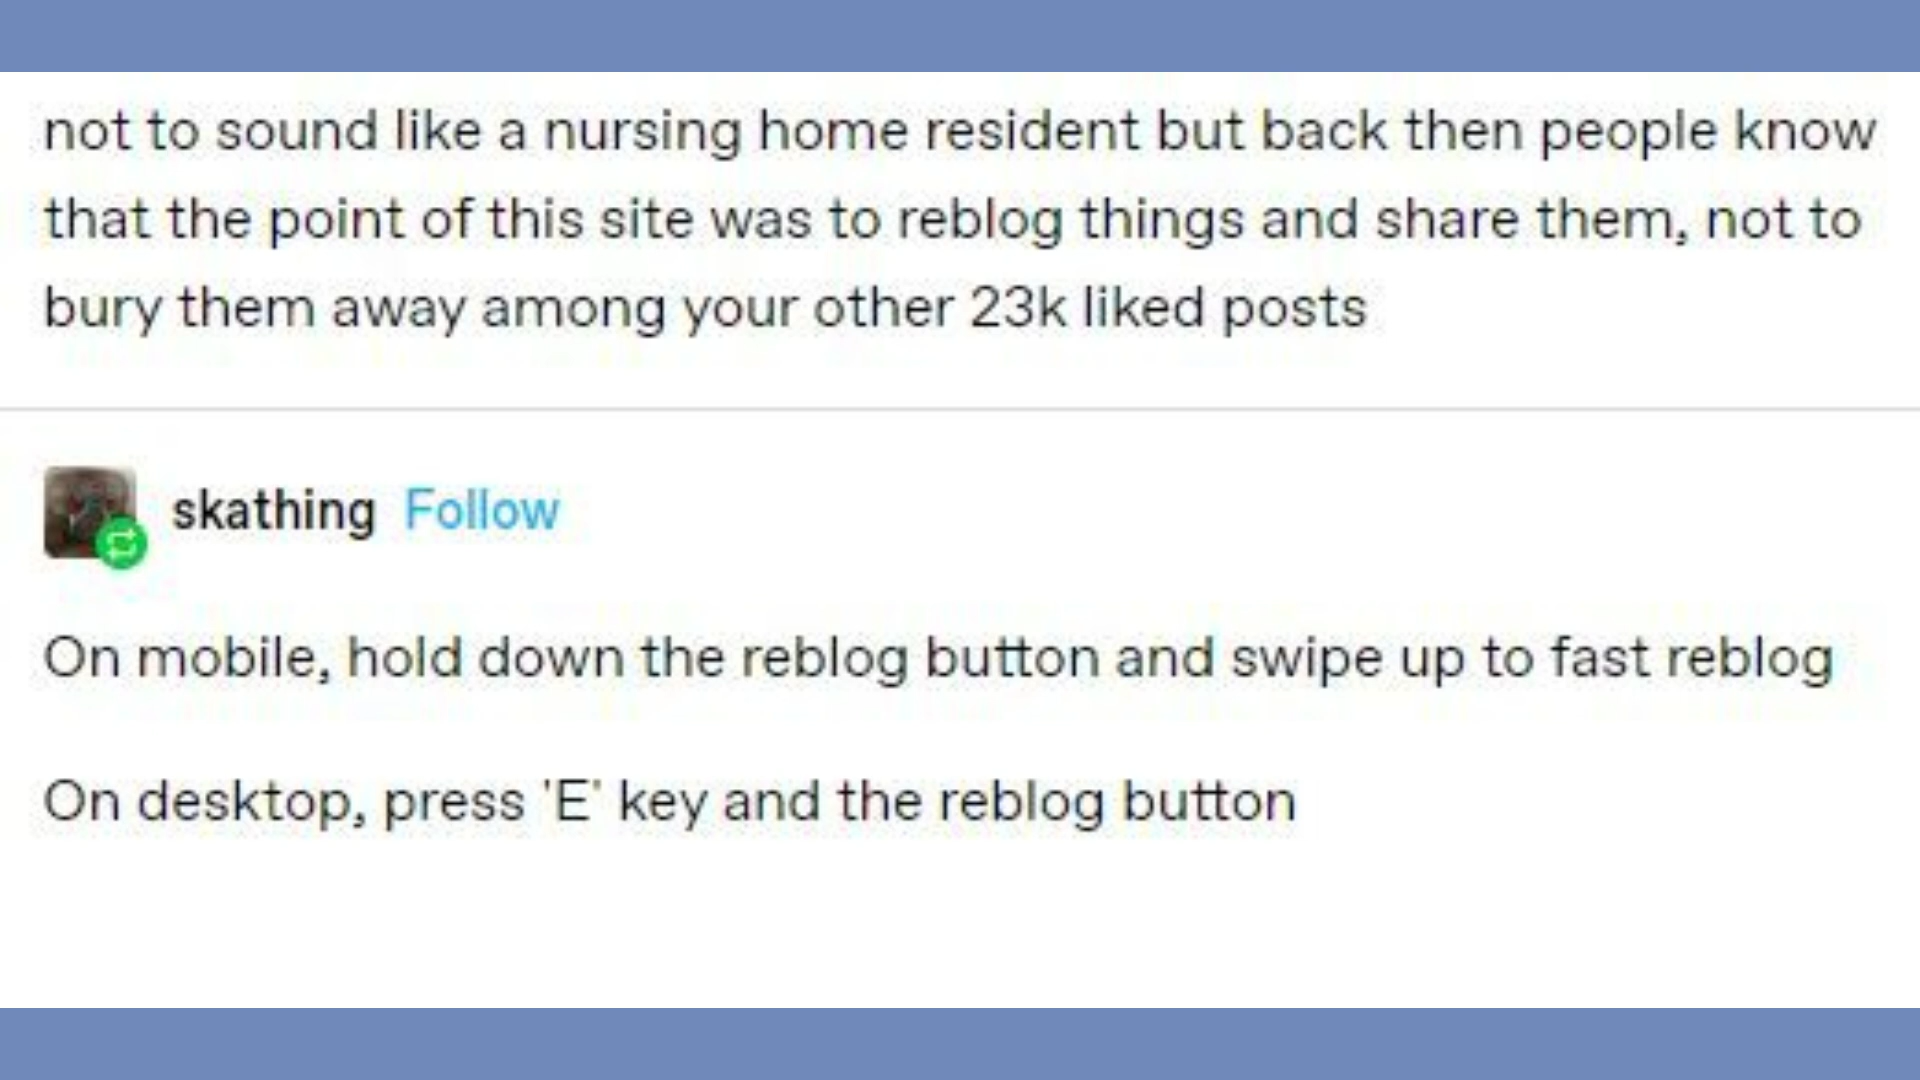 not to sound like a nursing home resident but back then people know
that the point of this site was to reblog things and share them, not to
bury them away among your other 23k liked posts
skathing Follow
On mobile, hold down the reblog button and swipe up to fast reblog
On desktop, press 'E' key and the reblog button